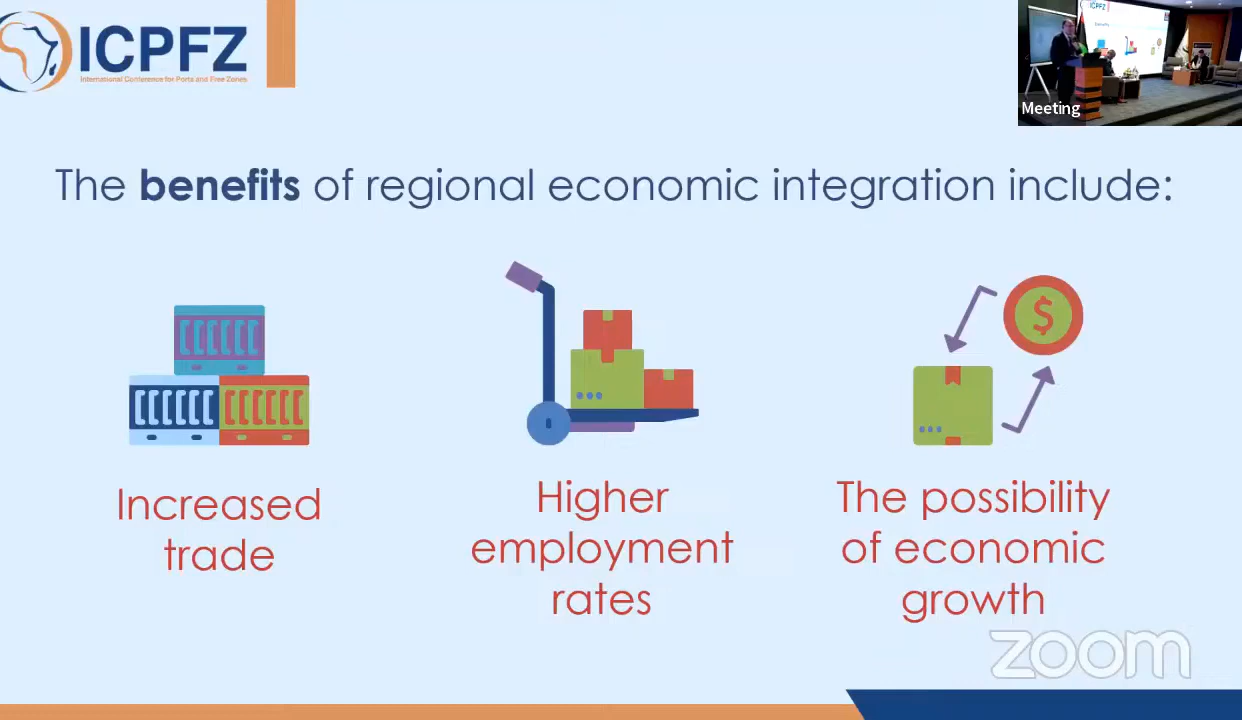 ICPFZ
International Conference for Ports and Free Zones
Meeting
The benefits of regional economic integration include:
$
Increased
trade
Higher
employment
rates
The possibility
of economic
growth
zoom